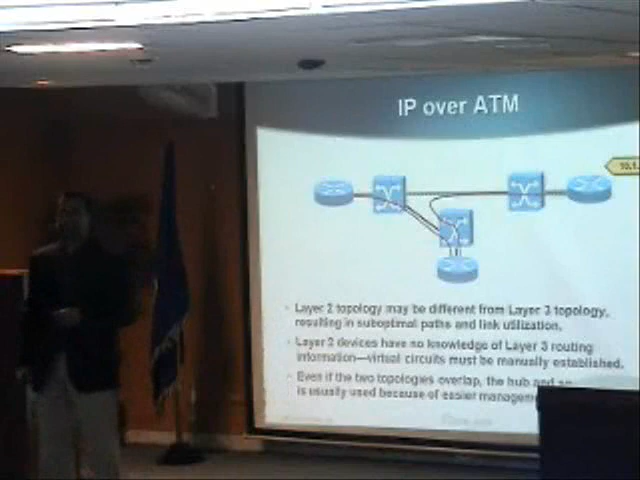 IP over ATM
10.1.
- Layer 2 topology may be different from Layer 3 topology,
resulting in suboptimal paths and link utilization.
- Layer 2 devices have no knowledge of Layer 3 routing
information—virtual circuits must be manually established.
- Even if the two topologies overlap, the hub and
is usually used because of easier